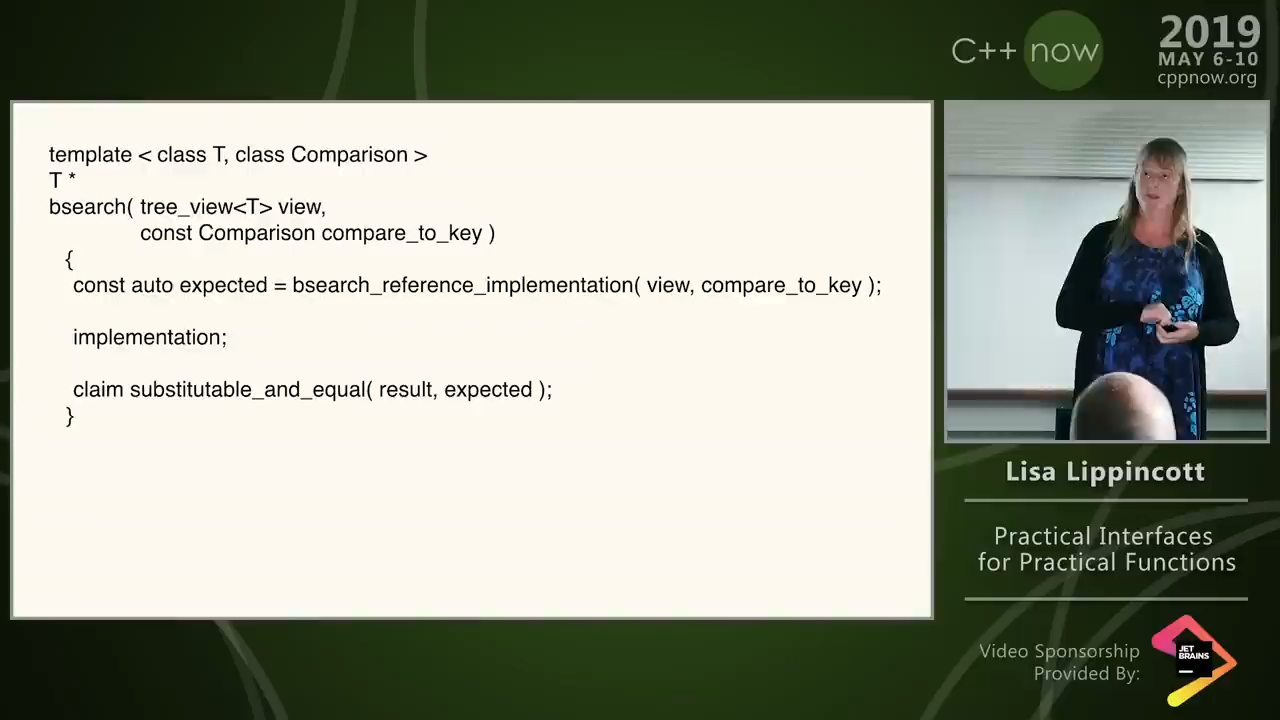 C++ now
2019
MAY 6-10
cppnow.org
template < class T, class Comparison >
T *
bsearch( tree_view<T> view,
const Comparison compare_to_key )
{
const auto expected = bsearch_reference_implementation( view, compare_to_key );
implementation;
claim substitutable_and_equal( result, expected );
}
Lisa Lippincott
Practical Interfaces
for Practical Functions
Video Sponsorship
Provided By:
JET
BRAINS